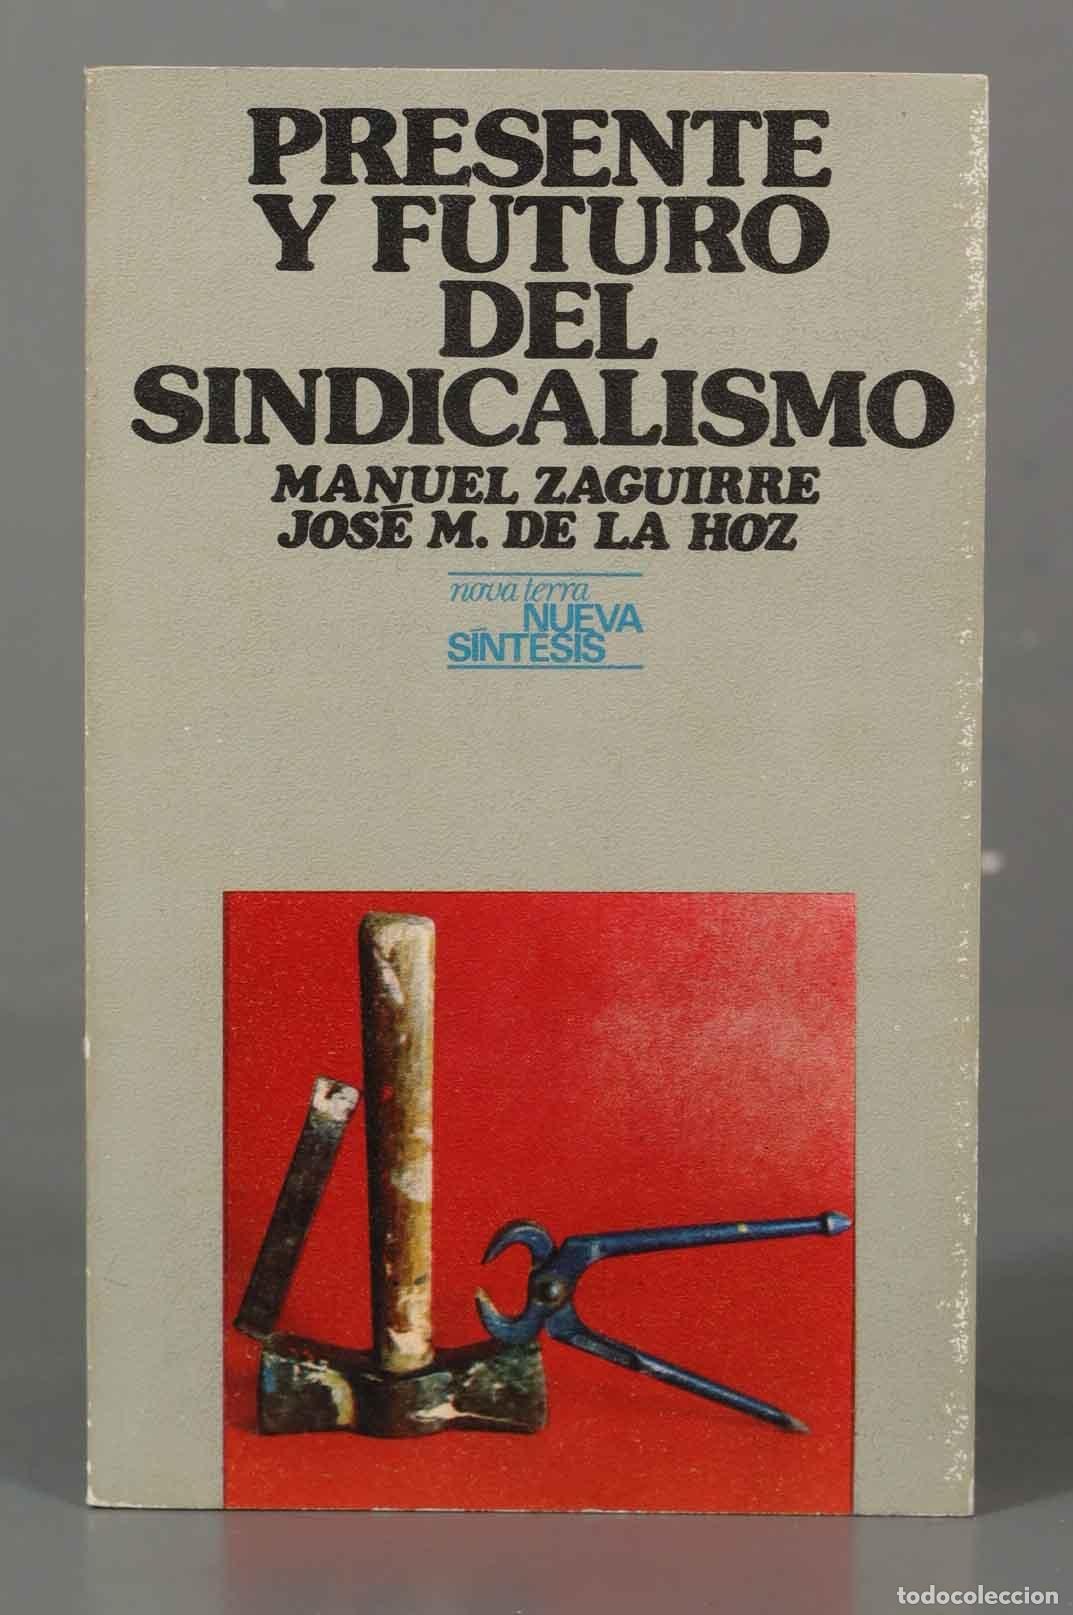 PRESENTE
Y FUTURO
DEL
SINDICALISMO
MANUEL ZAGUIRRE
JOSÉ M. DE LA HOZ
nova terra
NUEVA
SÍNTESIS
todocoleccion